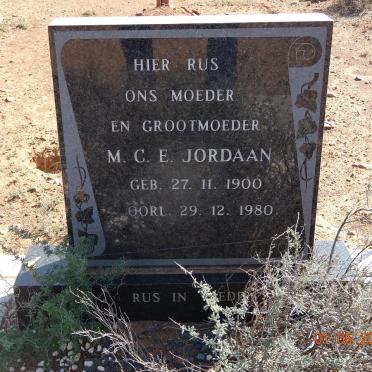 HIER RUS
ONS MOEDER
EN GROOTMOEDER
M. C. E. JORDAAN
GEB. 27. 11. 1900
OORL. 29. 12. 1980.
RUS IN